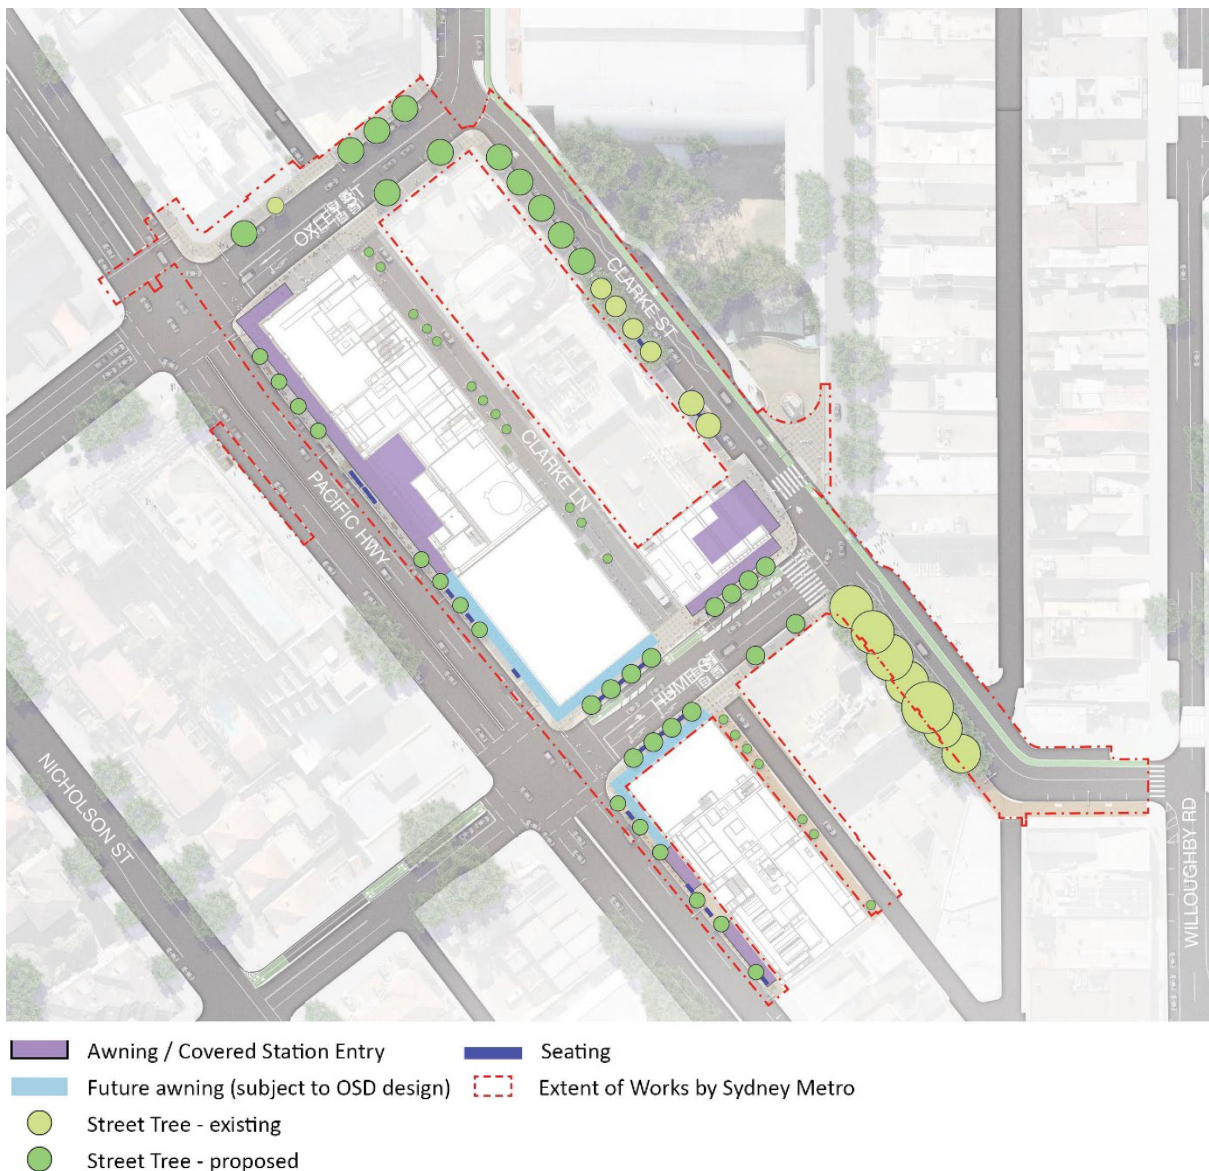 OXLEY ST
CLARKE ST
CLARKE LN
PACIFIC HWY
HUME ST
NICHOLSON ST
WILLOUGHBY RD
Awning / Covered Station Entry
Seating
Future awning (subject to OSD design)
Extent of Works by Sydney Metro
Street Tree - existing
Street Tree - proposed